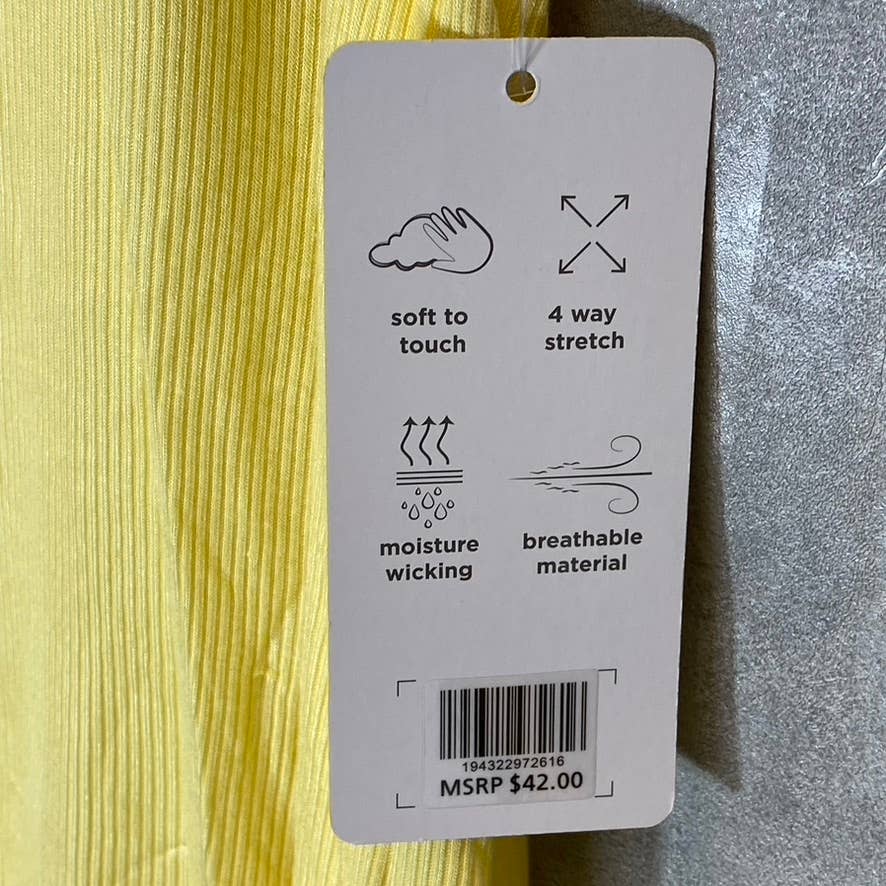 soft to
touch
4 way
stretch
moisture
wicking
breathable
material
194322972616
MSRP $42.00